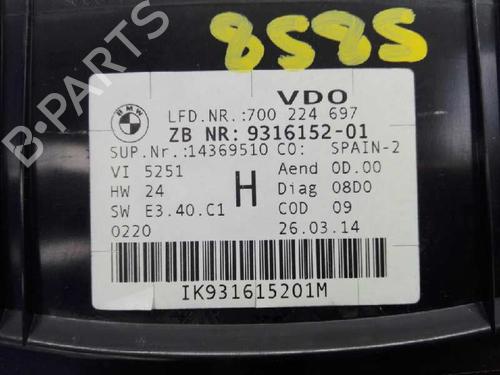 8585
B-PARTS
VDO
BMW
LFD.NR.:700 224 697
ZB NR: 9316152-01
SUP.Nr.:14369510 CO: SPAIN-2
VI 5251 Aend 0D.00
HW 24 H Diag 08D0
SW E3.40.C1 COD 09
0220 26.03.14
IK931615201M